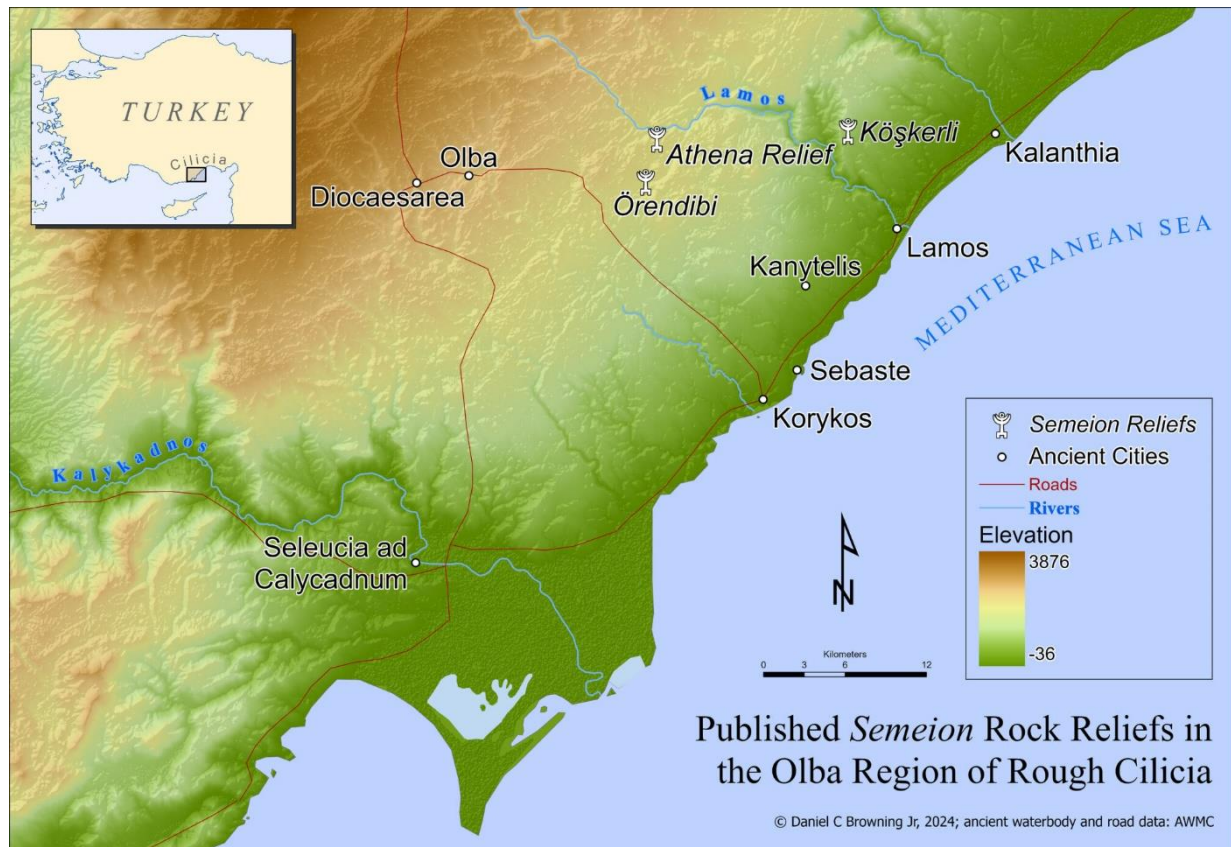 TURKEY
Cilicia
Lamos
Köşkerli
Kalanthia
Athena Relief
Olba
Diocaesarea
Örendibi
Lamos
Kanytelis
MEDITERRANEAN SEA
Sebaste
Korykos
Kalykadnos
Seleucia ad
Calycadnum
Semeion Reliefs
Ancient Cities
Roads
Rivers
Elevation
3876
-36
N
Kilometers
0 3 6 12
Published Semeion Rock Reliefs in
the Olba Region of Rough Cilicia
© Daniel C Browning Jr, 2024; ancient waterbody and road data: AWMC